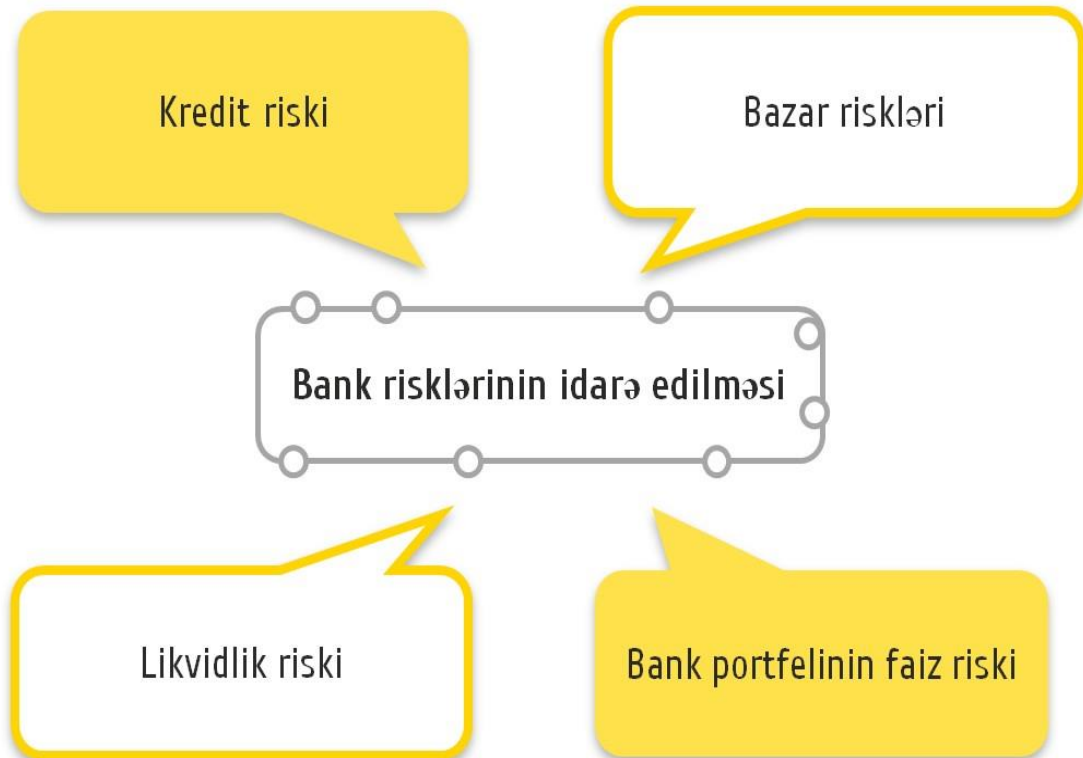 Kredit riski
Bazar riskləri
Bank risklərinin idarə edilməsi
Likvidlik riski
Bank portfelinin faiz riski